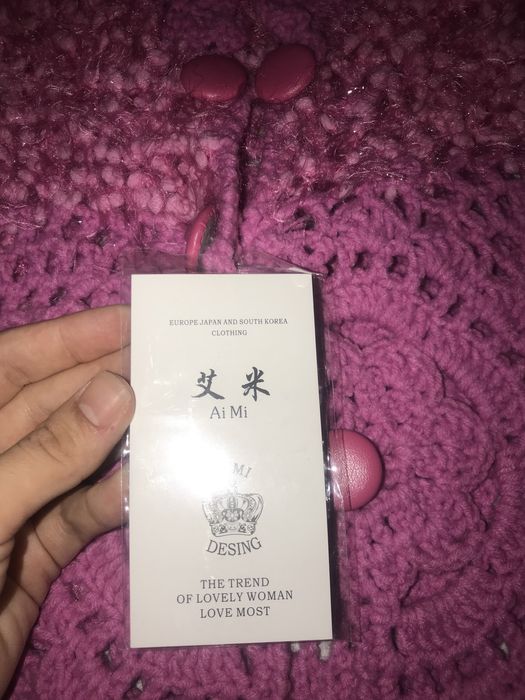 EUROPE JAPAN AND SOUTH KOREA
CLOTHING
艾米
Ai Mi
MI
DESING
THE TREND
OF LOVELY WOMAN
LOVE MOST